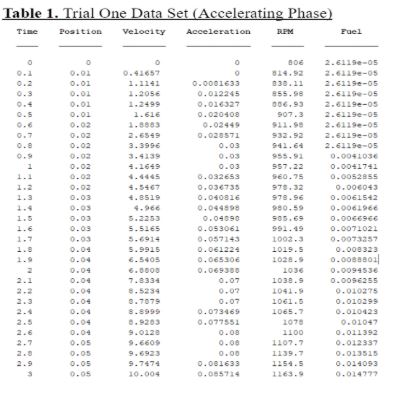 Table 1. Trial One Data Set (Accelerating Phase)
Time Position Velocity Acceleration RPM Fuel
0 0 0 0 806 2.6119e-05
0.1 0.01 0.41657 0 814.92 2.6119e-05
0.2 0.01 1.1141 0.0081633 838.11 2.6119e-05
0.3 0.01 1.2056 0.012245 855.98 2.6119e-05
0.4 0.01 1.2499 0.016327 886.93 2.6119e-05
0.5 0.01 1.616 0.020408 907.3 2.6119e-05
0.6 0.02 1.8883 0.02449 911.98 2.6119e-05
0.7 0.02 2.6549 0.028571 932.92 2.6119e-05
0.8 0.02 3.3996 0.03 941.64 2.6119e-05
0.9 0.02 3.4139 0.03 955.91 0.0041036
1 0.02 4.1649 0.03 957.22 0.0041741
1.1 0.02 4.4445 0.032653 960.75 0.0052855
1.2 0.02 4.5467 0.036735 978.32 0.006043
1.3 0.03 4.8519 0.040816 978.96 0.0061542
1.4 0.03 4.966 0.044898 980.59 0.0061966
1.5 0.03 5.2253 0.04898 985.69 0.0066966
1.6 0.03 5.5165 0.053061 991.49 0.0071021
1.7 0.03 5.6914 0.057143 1002.3 0.0073257
1.8 0.04 5.9915 0.061224 1019.5 0.008323
1.9 0.04 6.5405 0.065306 1028.9 0.0088801
2 0.04 6.8808 0.069388 1036 0.0094536
2.1 0.04 7.8334 0.07 1038.9 0.0096255
2.2 0.04 8.5234 0.07 1041.9 0.010275
2.3 0.04 8.7879 0.07 1061.5 0.010299
2.4 0.04 8.8999 0.073469 1065.7 0.010423
2.5 0.04 8.9283 0.077551 1078 0.01047
2.6 0.04 9.0128 0.08 1100 0.011392
2.7 0.05 9.6609 0.08 1107.7 0.012337
2.8 0.05 9.6923 0.08 1139.7 0.013515
2.9 0.05 9.7474 0.081633 1154.5 0.014093
3 0.05 10.004 0.085714 1163.9 0.014777